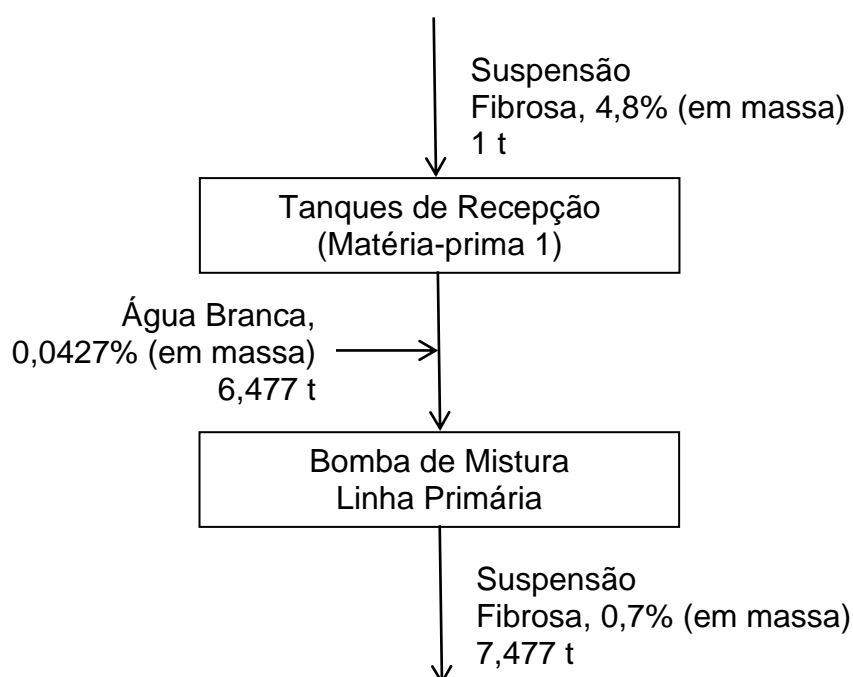 Suspensão
Fibrosa, 4,8% (em massa)
1 t
Tanques de Recepção
(Matéria-prima 1)
Água Branca,
0,0427% (em massa)
6,477 t
Bomba de Mistura
Linha Primária
Suspensão
Fibrosa, 0,7% (em massa)
7,477 t